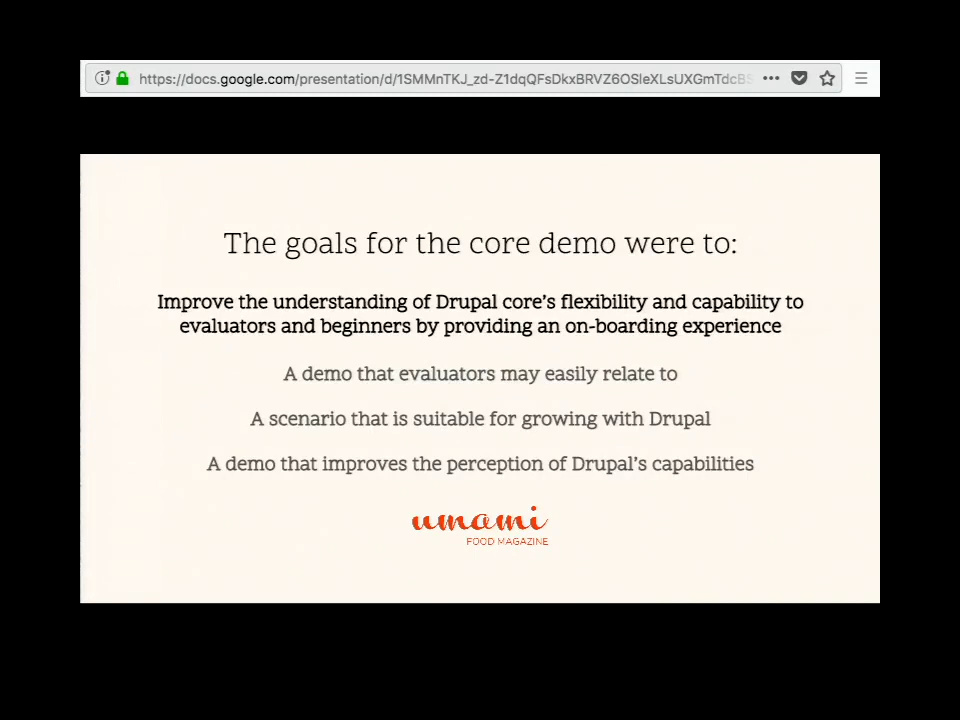 https://docs.google.com/presentation/d/1SMMnTKJ_zd-Z1dqQFsDkxBRVZ6OSleXLsUXGmTdcBS
The goals for the core demo were to:
Improve the understanding of Drupal core's flexibility and capability to
evaluators and beginners by providing an on-boarding experience
A demo that evaluators may easily relate to
A scenario that is suitable for growing with Drupal
A demo that improves the perception of Drupal's capabilities
umami
FOOD MAGAZINE